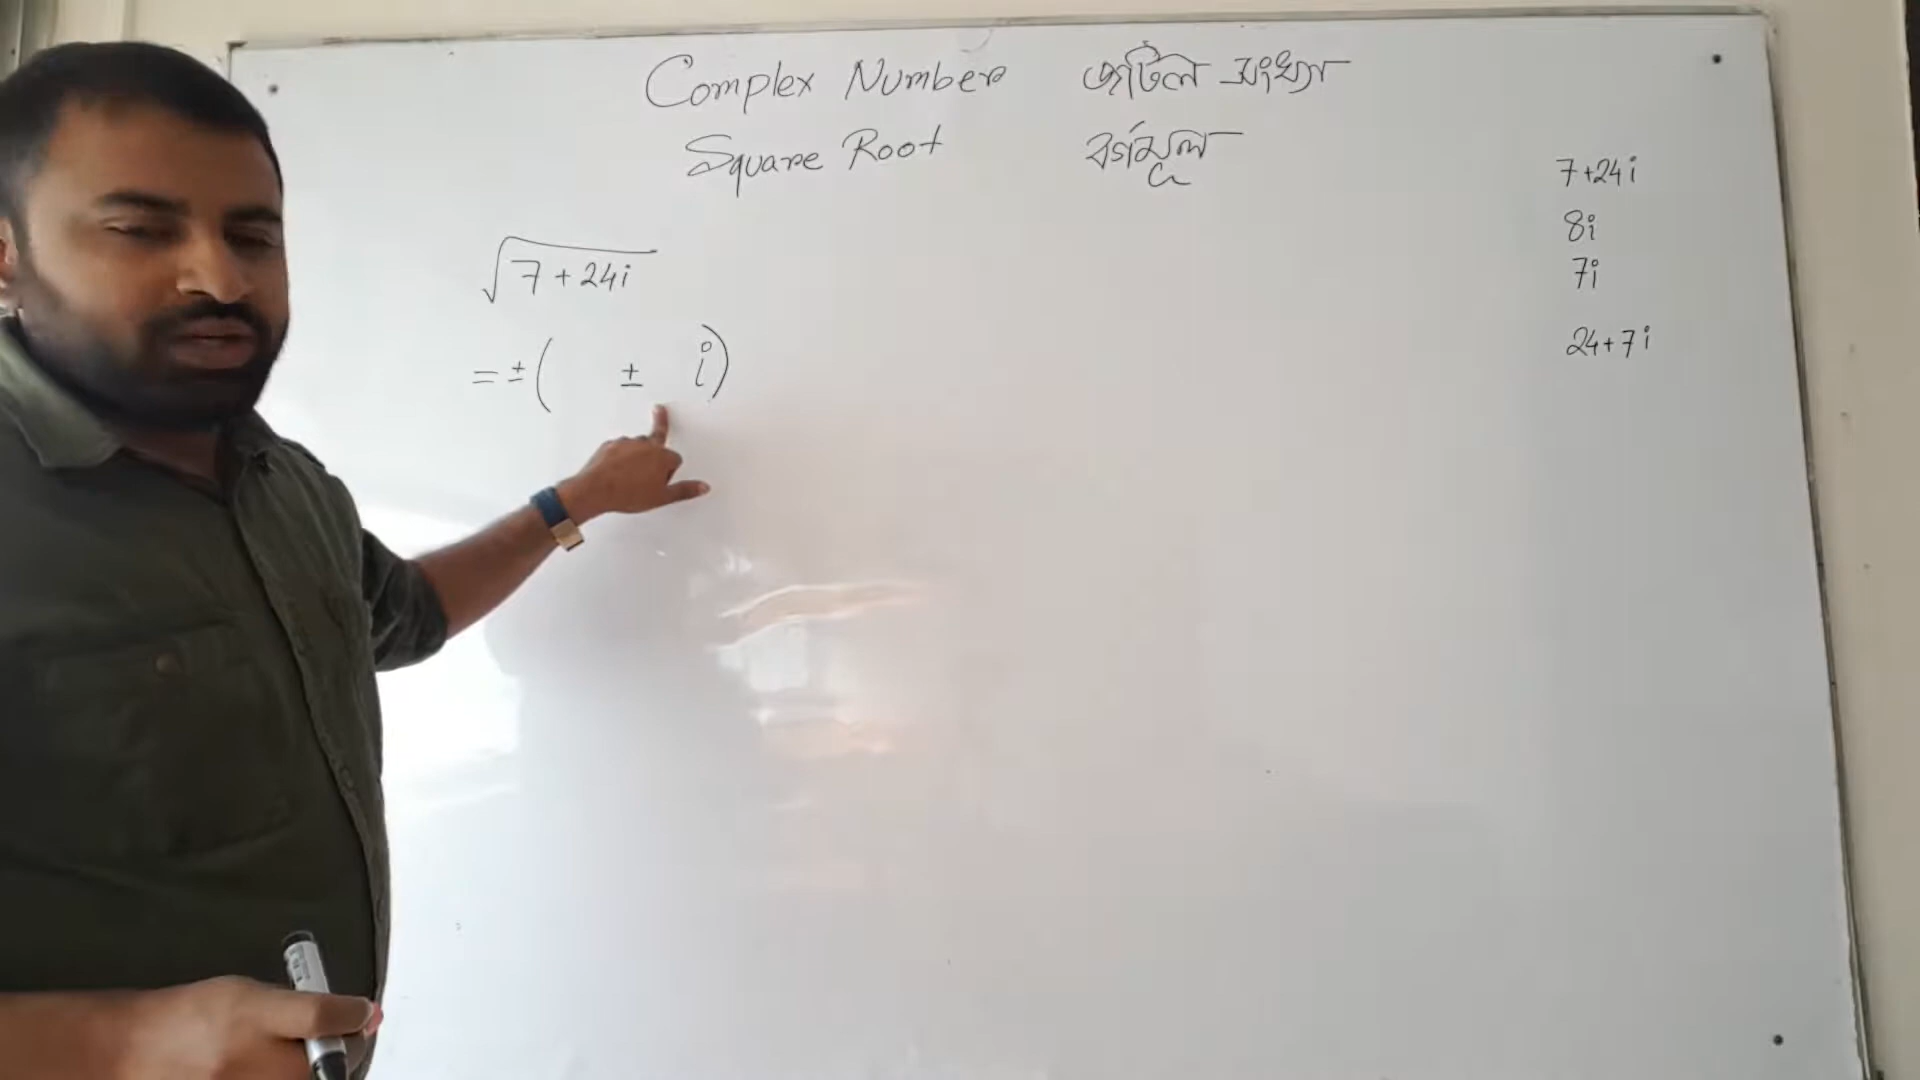 Complex Number জটিল সংখ্যা
Square Root বর্গমূল
√7+24i
= ±( ± i)
7+24i
8i
7i
24+7i